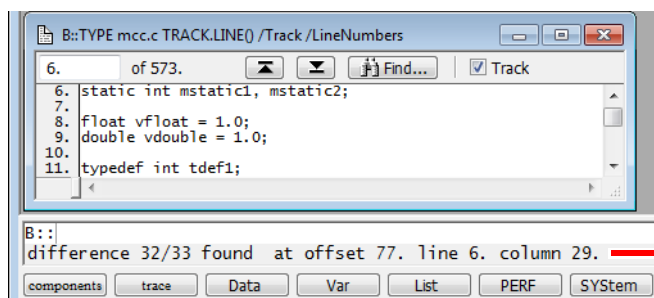 B::TYPE mcc.c TRACK.LINE() /Track /LineNumbers
6. of 573. Find... Track
6. static int mstatic1, mstatic2;
7.
8. float vfloat = 1.0;
9. double vdouble = 1.0;
10.
11. typedef int tdef1;
B::
difference 32/33 found at offset 77. line 6. column 29.
components trace Data Var List PERF SYStem